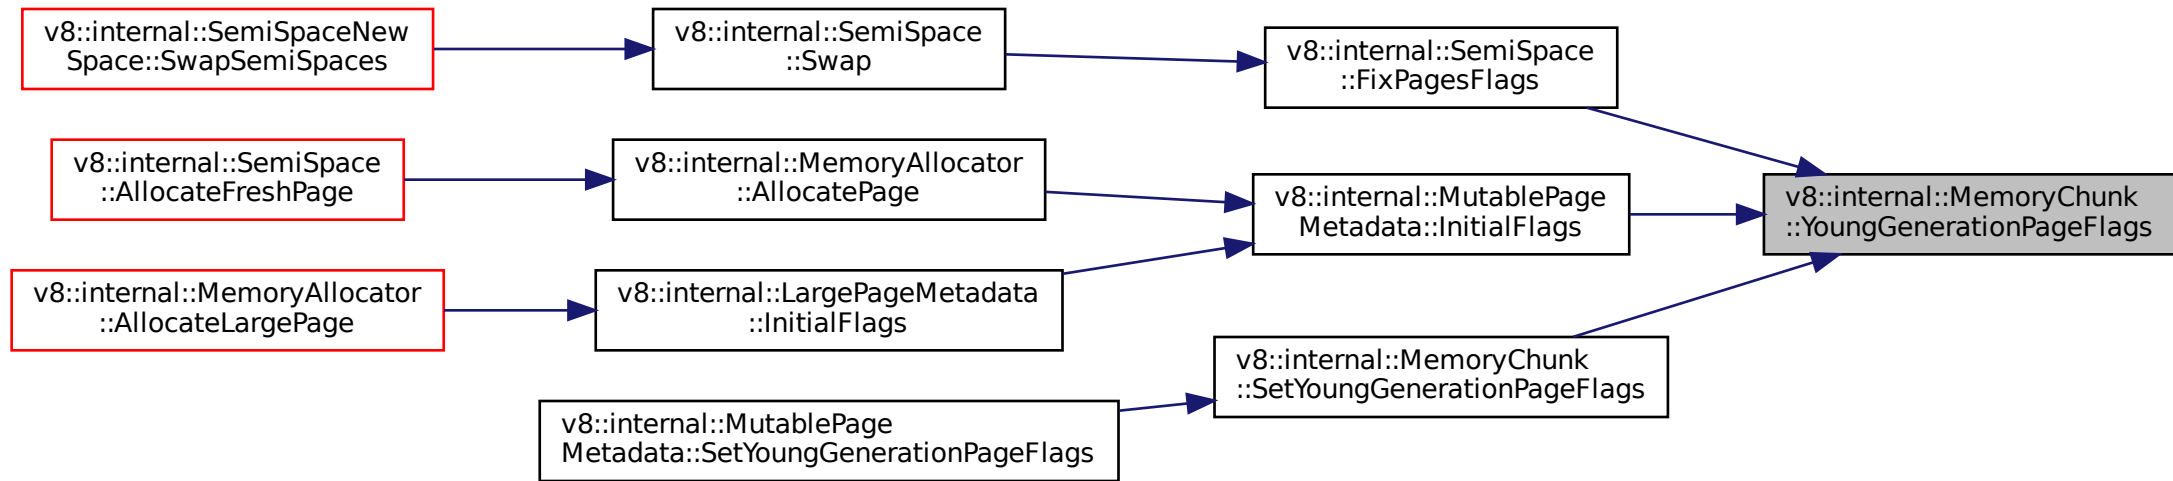 v8::internal::SemiSpaceNew
Space::SwapSemiSpaces
v8::internal::SemiSpace
::Swap
v8::internal::SemiSpace
::FixPagesFlags
v8::internal::SemiSpace
::AllocateFreshPage
v8::internal::MemoryAllocator
::AllocatePage
v8::internal::MutablePage
Metadata::InitialFlags
v8::internal::MemoryChunk
::YoungGenerationPageFlags
v8::internal::MemoryAllocator
::AllocateLargePage
v8::internal::LargePageMetadata
::InitialFlags
v8::internal::MemoryChunk
::SetYoungGenerationPageFlags
v8::internal::MutablePage
Metadata::SetYoungGenerationPageFlags